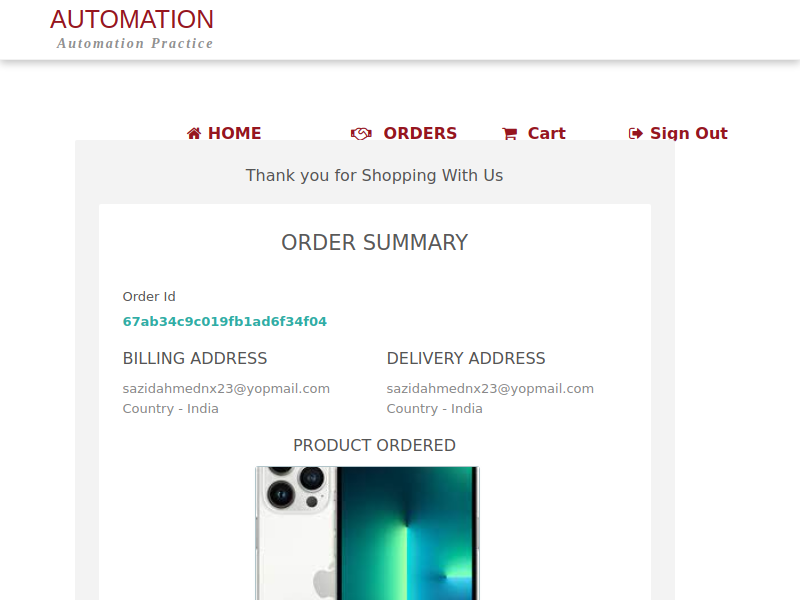 AUTOMATION
Automation Practice
HOME
ORDERS
Cart
Sign Out
Thank you for Shopping With Us
ORDER SUMMARY
Order Id
67ab34c9c019fb1ad6f34f04
BILLING ADDRESS
DELIVERY ADDRESS
sazidahmednx23@yopmail.com
sazidahmednx23@yopmail.com
Country - India
Country - India
PRODUCT ORDERED